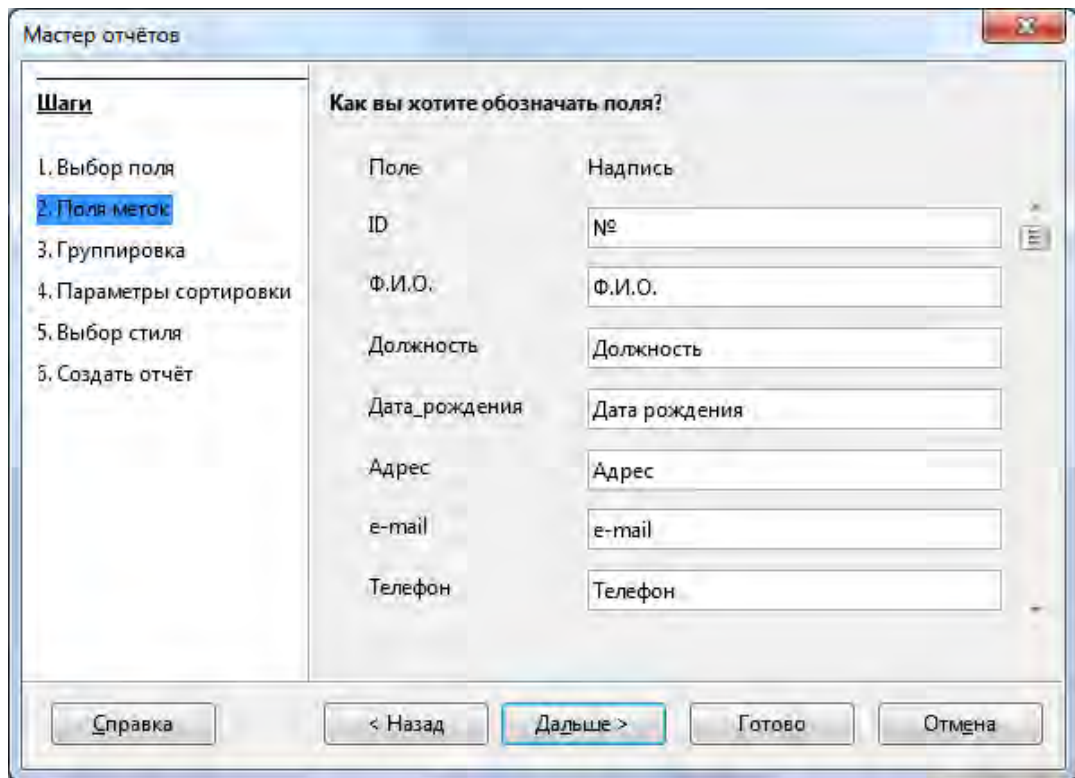 Мастер отчётов
Шаги
1. Выбор поля
2. Поля меток
3. Группировка
4. Параметры сортировки
5. Выбор стиля
6. Создать отчёт
Как вы хотите обозначать поля?
Поле Надпись
ID №
Ф.И.О. Ф.И.О.
Должность Должность
Дата_рождения Дата рождения
Адрес Адрес
e-mail e-mail
Телефон Телефон
Справка < Назад Дальше > Готово Отмена